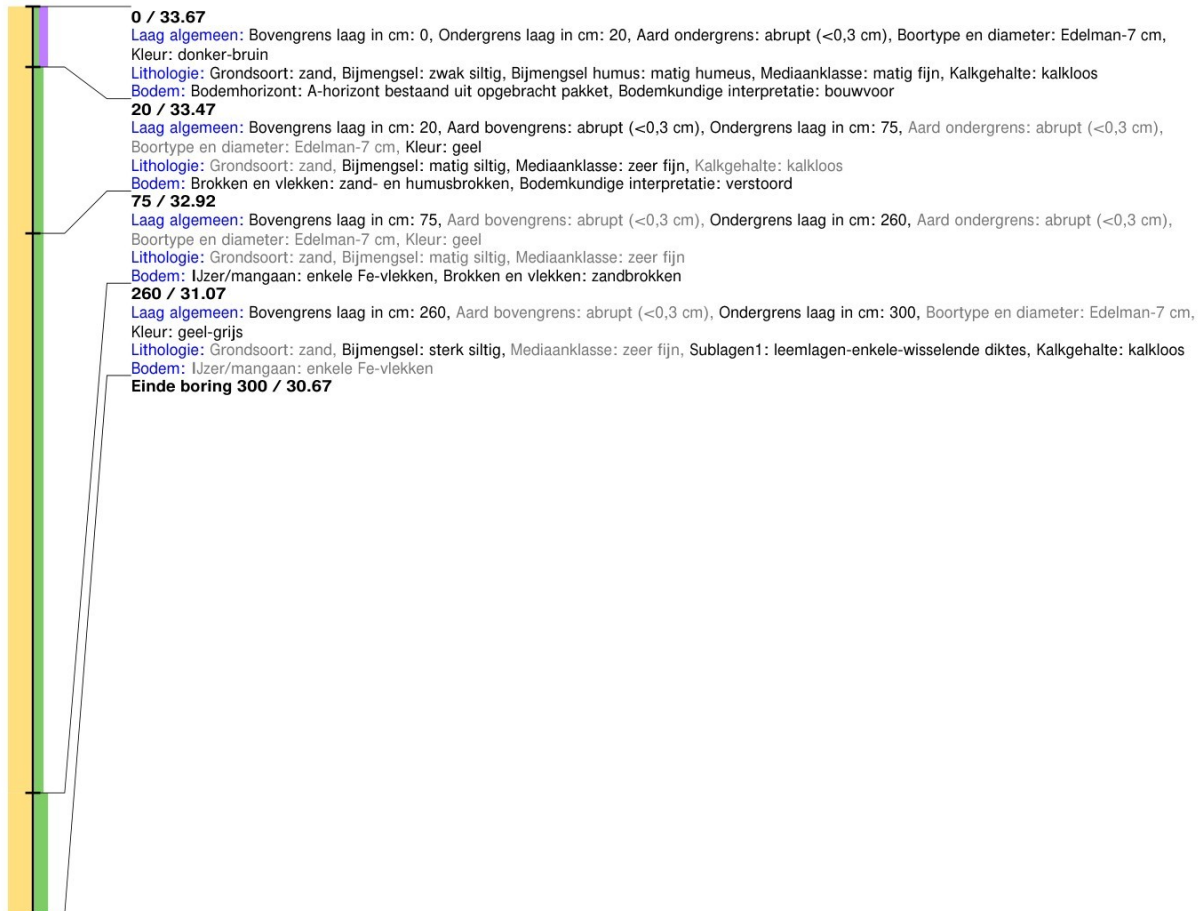 0 / 33.67
Laag algemeen: Bovengrens laag in cm: 0, Ondergrens laag in cm: 20, Aard ondergrens: abrupt (<0,3 cm), Boortype en diameter: Edelman-7 cm,
Kleur: donker-bruin
Lithologie: Grondsoort: zand, Bijmengsel: zwak siltig, Bijmengsel humus: matig humeus, Mediaanklasse: matig fijn, Kalkgehalte: kalkloos
Bodem: Bodemhorizont: A-horizont bestaand uit opgebracht pakket, Bodemkundige interpretatie: bouwvoor
20 / 33.47
Laag algemeen: Bovengrens laag in cm: 20, Aard bovengrens: abrupt (<0,3 cm), Ondergrens laag in cm: 75, Aard ondergrens: abrupt (<0,3 cm),
Boortype en diameter: Edelman-7 cm, Kleur: geel
Lithologie: Grondsoort: zand, Bijmengsel: matig siltig, Mediaanklasse: zeer fijn, Kalkgehalte: kalkloos
Bodem: Brokken en vlekken: zand- en humusbrokken, Bodemkundige interpretatie: verstoord
75 / 32.92
Laag algemeen: Bovengrens laag in cm: 75, Aard bovengrens: abrupt (<0,3 cm), Ondergrens laag in cm: 260, Aard ondergrens: abrupt (<0,3 cm),
Boortype en diameter: Edelman-7 cm, Kleur: geel
Lithologie: Grondsoort: zand, Bijmengsel: matig siltig, Mediaanklasse: zeer fijn
Bodem: IJzer/mangaan: enkele Fe-vlekken, Brokken en vlekken: zandbrokken
260 / 31.07
Laag algemeen: Bovengrens laag in cm: 260, Aard bovengrens: abrupt (<0,3 cm), Ondergrens laag in cm: 300, Boortype en diameter: Edelman-7 cm,
Kleur: geel-grijs
Lithologie: Grondsoort: zand, Bijmengsel: sterk siltig, Mediaanklasse: zeer fijn, Sublagen1: leemlagen-enkele-wisselende diktes, Kalkgehalte: kalkloos
Bodem: IJzer/mangaan: enkele Fe-vlekken
Einde boring 300 / 30.67